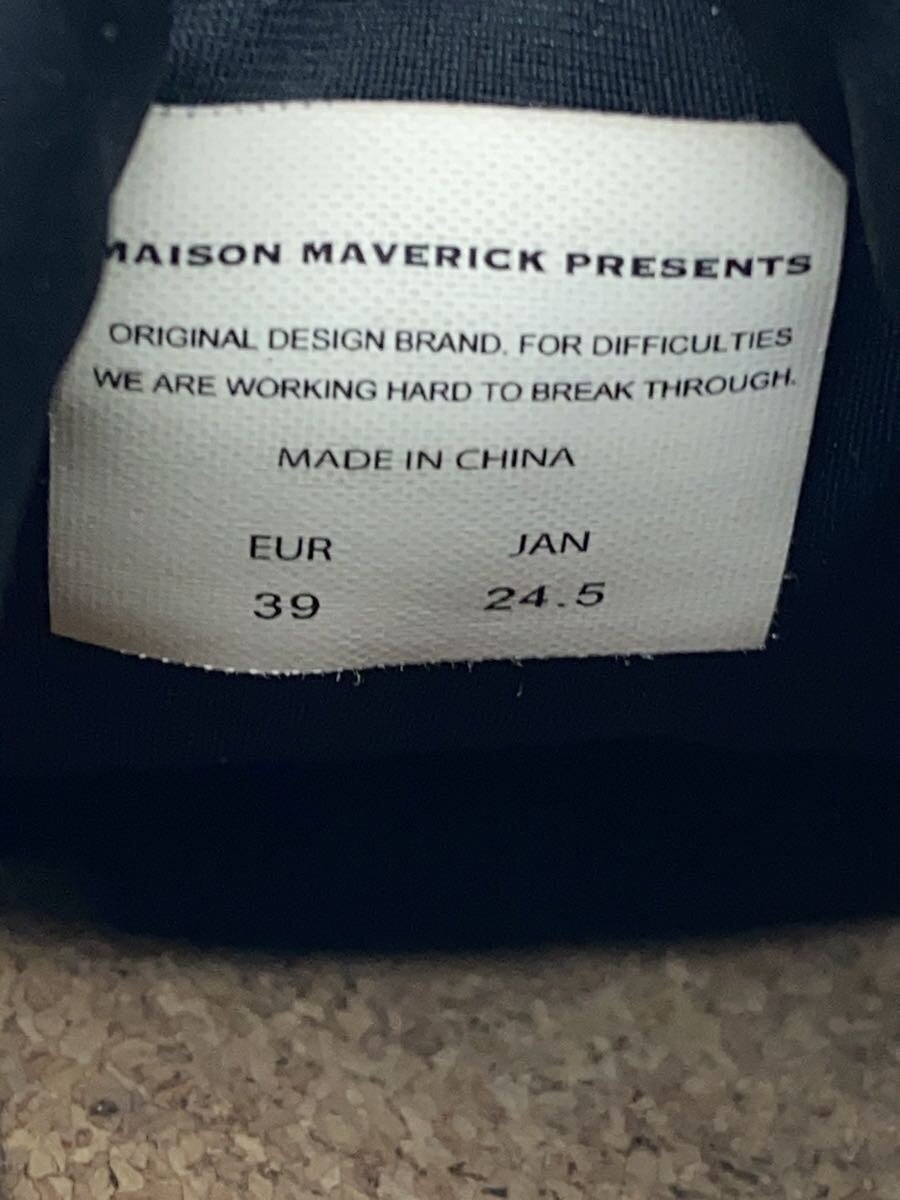 MAISON MAVERICK PRESENTS
ORIGINAL DESIGN BRAND. FOR DIFFICULTIES
WE ARE WORKING HARD TO BREAK THROUGH.
MADE IN CHINA
EUR JAN
39 24.5